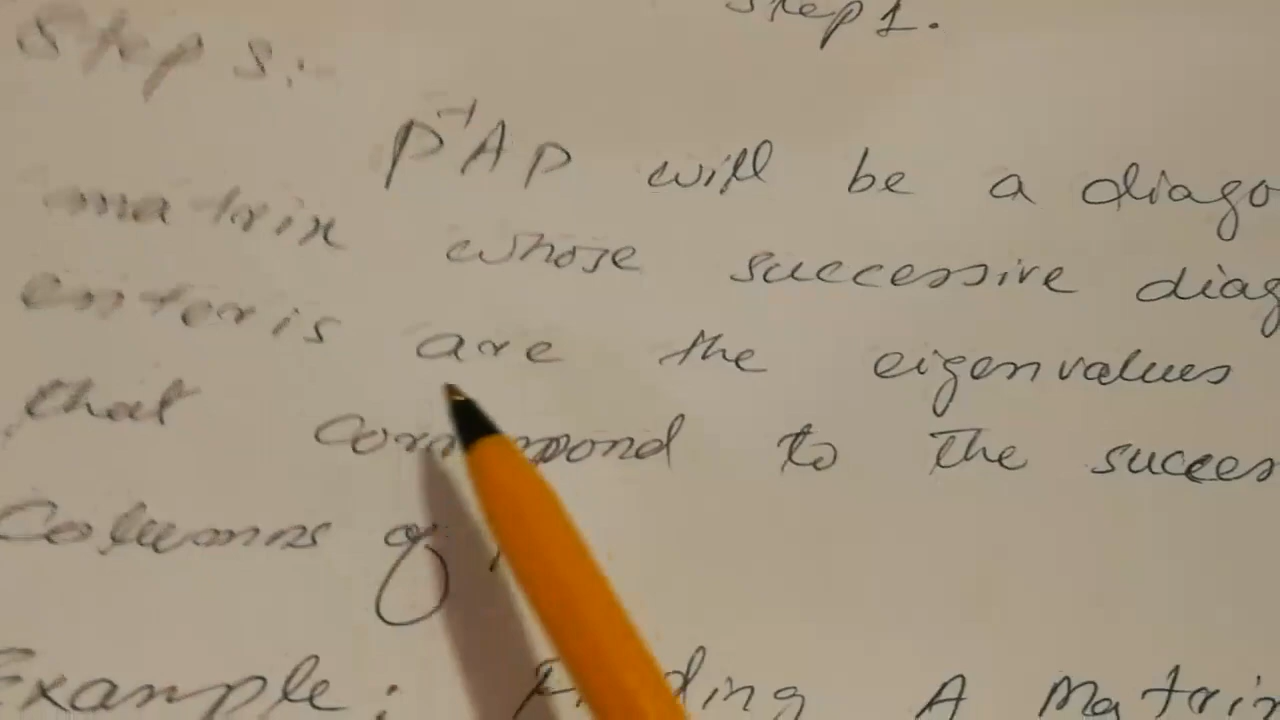 Step 1.
Step 3:-
P⁻¹AP will be a diago
matrix whose successive diag
enteris are the eigenvalues
that correspond to the succes
Columns of
Example: Finding A Matrix